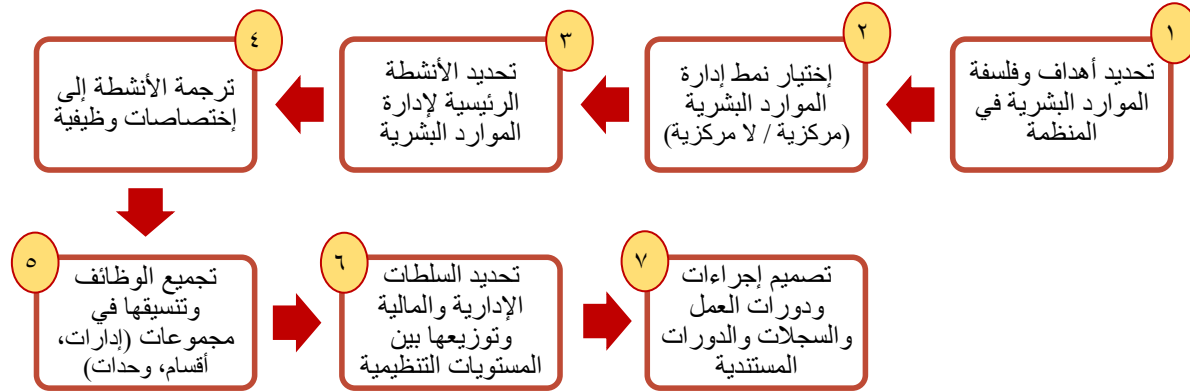 ١
تحديد أهداف وفلسفة
الموارد البشرية في
المنظمة
٢
إختيار نمط إدارة
الموارد البشرية
(مركزية / لا مركزية)
٣
تحديد الأنشطة
الرئيسية لإدارة
الموارد البشرية
٤
ترجمة الأنشطة إلى
إختصاصات وظيفية
٥
تجميع الوظائف
وتنسيقها في
مجموعات (إدارات،
أقسام، وحدات)
٦
تحديد السلطات
الإدارية والمالية
وتوزيعها بين
المستويات التنظيمية
٧
تصميم إجراءات
ودورات العمل
والسجلات والدورات
المستندية